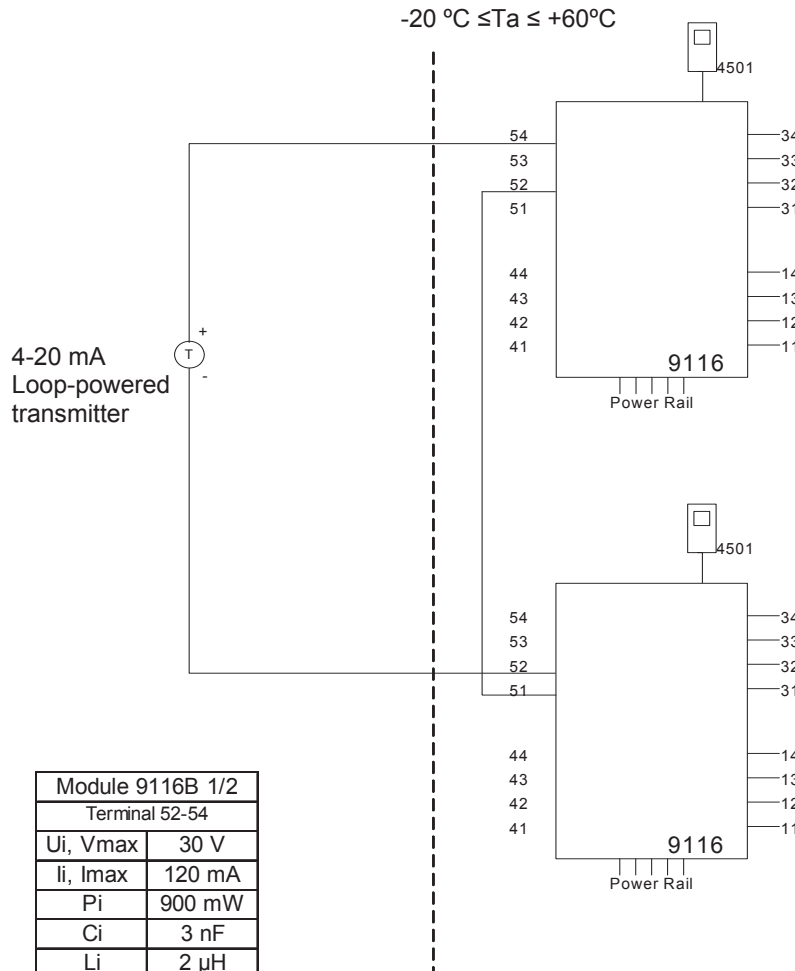 -20 ºC ≤Ta ≤ +60ºC
4501
54
53
52
51
44
43
42
41
34
33
32
31
14
13
12
11
9116
Power Rail
4-20 mA
Loop-powered
transmitter
+
T
-
4501
54
53
52
51
44
43
42
41
34
33
32
31
14
13
12
11
9116
Power Rail
Module 9116B 1/2
Terminal 52-54
Ui, Vmax 30 V
Ii, Imax 120 mA
Pi 900 mW
Ci 3 nF
Li 2 µH